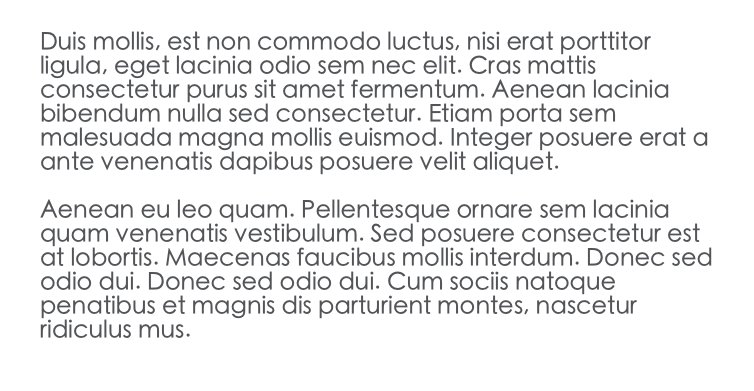 Duis mollis, est non commodo luctus, nisi erat porttitor
ligula, eget lacinia odio sem nec elit. Cras mattis
consectetur purus sit amet fermentum. Aenean lacinia
bibendum nulla sed consectetur. Etiam porta sem
malesuada magna mollis euismod. Integer posuere erat a
ante venenatis dapibus posuere velit aliquet.

Aenean eu leo quam. Pellentesque ornare sem lacinia
quam venenatis vestibulum. Sed posuere consectetur est
at lobortis. Maecenas faucibus mollis interdum. Donec sed
odio dui. Donec sed odio dui. Cum sociis natoque
penatibus et magnis dis parturient montes, nascetur
ridiculus mus.